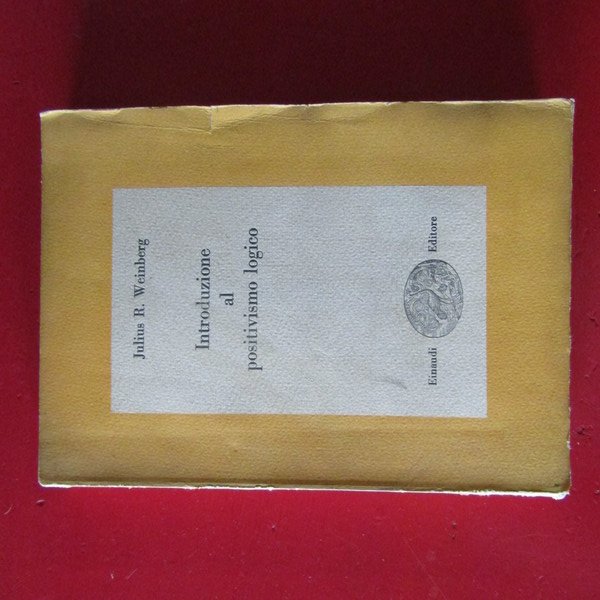 Julius R. Weinberg
Introduzione
al
positivismo logico
Einaudi Editore